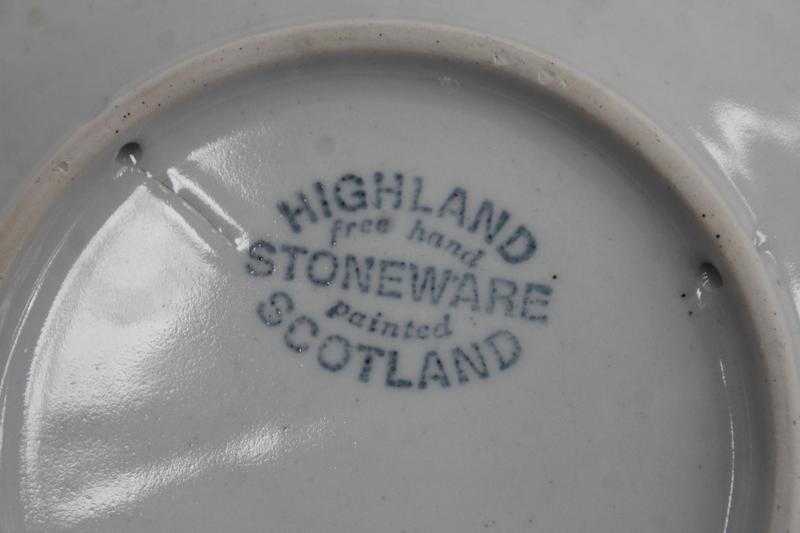 HIGHLAND
free hand
STONEWARE
painted
SCOTLAND